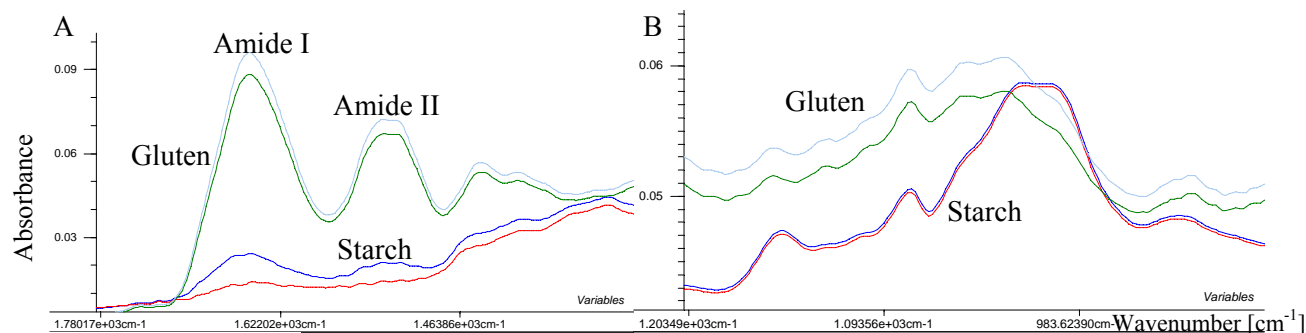 A
Amide I
0.09
Amide II
Gluten
0.06
Absorbance
Starch
0.03
Variables
1.78017e+03cm-1
1.62202e+03cm-1
1.46386e+03cm-1
B
0.06
Gluten
0.05
Starch
Variables
1.20349e+03cm-1
1.09356e+03cm-1
983.62390cm-
Wavenumber [cm-1]